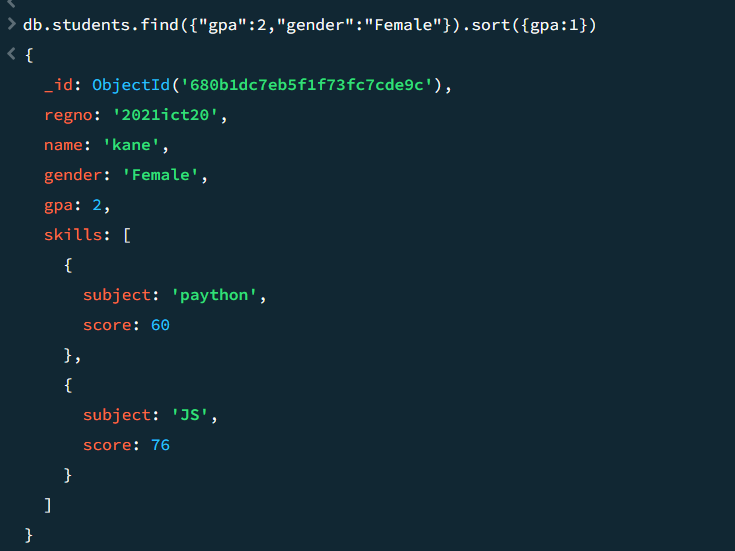 db.students.find({"gpa":2,"gender":"Female"}).sort({gpa:1})
{
_id: ObjectId('680b1dc7eb5f1f73fc7cde9c'),
regno: '2021ict20',
name: 'kane',
gender: 'Female',
gpa: 2,
skills: [
{
subject: 'paython',
score: 60
},
{
subject: 'JS',
score: 76
}
]
}